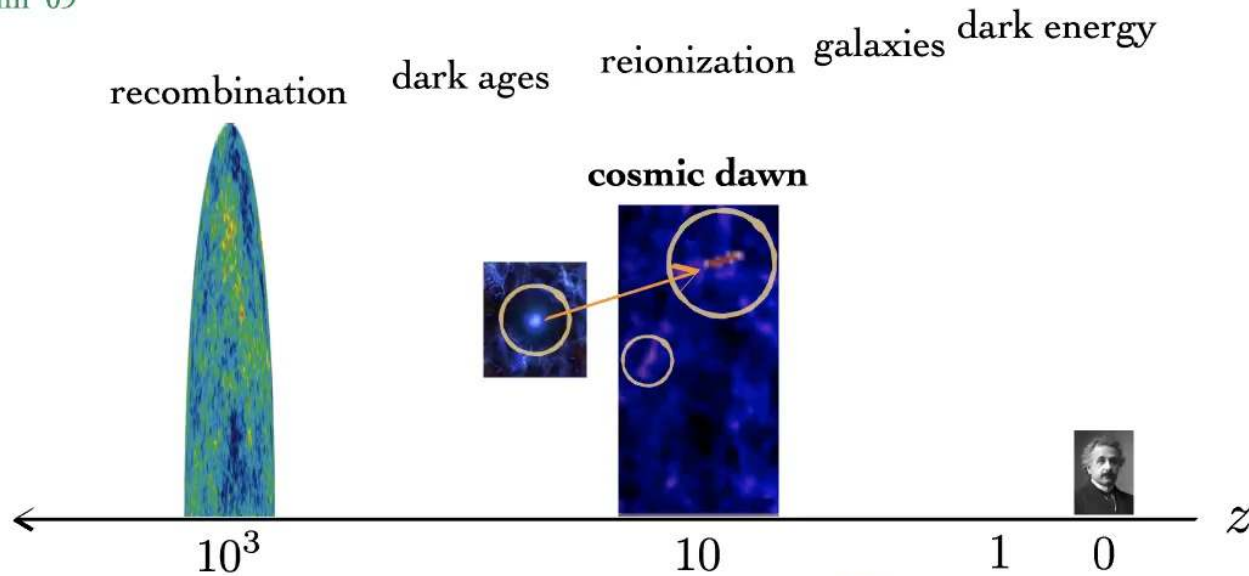 recombination
dark ages
reionization
galaxies
dark energy
cosmic dawn
10³
10
1
0
z